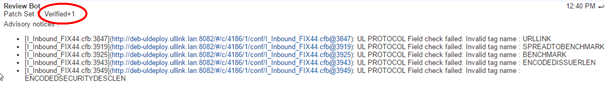 Review Bot 12:40 PM
Patch Set : Verified+1
Advisory notices :
[I_Inbound_FIX44.cfb:3847](http://deb-uldeploy.ullink.lan:8082/#/c/4186/1/conf/I_Inbound_FIX44.cfb@3847): UL PROTOCOL Field check failed: Invalid tag name : URLLINK
[I_Inbound_FIX44.cfb:3919](http://deb-uldeploy.ullink.lan:8082/#/c/4186/1/conf/I_Inbound_FIX44.cfb@3919): UL PROTOCOL Field check failed: Invalid tag name : SPREADTOBENCHMARK
[I_Inbound_FIX44.cfb:3925](http://deb-uldeploy.ullink.lan:8082/#/c/4186/1/conf/I_Inbound_FIX44.cfb@3925): UL PROTOCOL Field check failed: Invalid tag name : BENCHMARK
[I_Inbound_FIX44.cfb:3943](http://deb-uldeploy.ullink.lan:8082/#/c/4186/1/conf/I_Inbound_FIX44.cfb@3943): UL PROTOCOL Field check failed: Invalid tag name : ENCODEDISSUERLEN
[I_Inbound_FIX44.cfb:3949](http://deb-uldeploy.ullink.lan:8082/#/c/4186/1/conf/I_Inbound_FIX44.cfb@3949): UL PROTOCOL Field check failed: Invalid tag name :
ENCODEDSECURITYDESCLEN